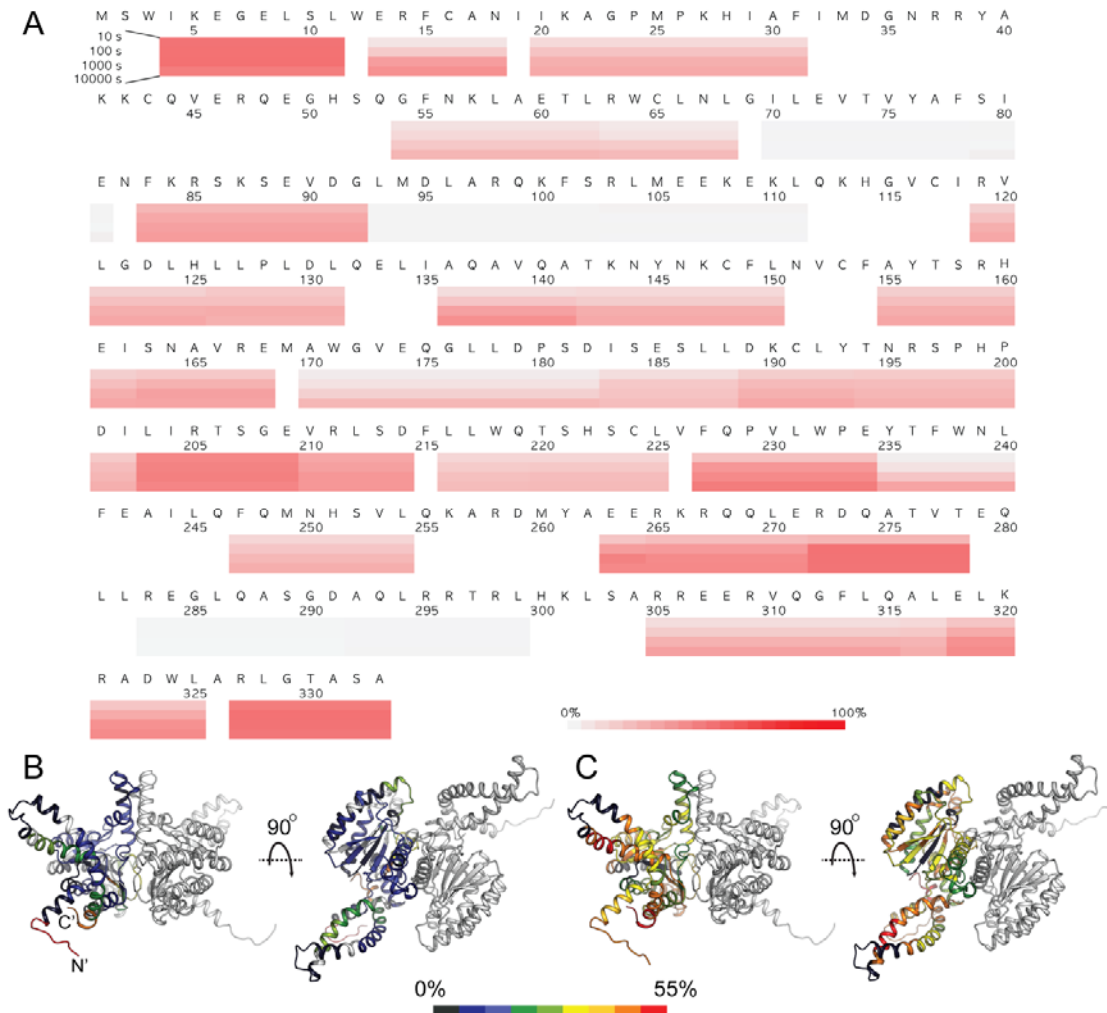 A
M S W I K E G E L S L W E R F C A N I I K A G P M P K H I A F I M D G N R R Y A
5 10 15 20 25 30 35 40
10 s
100 s
1000 s
10000 s
K K C Q V E R Q E G H S Q G F N K L A E T L R W C L N L G I L E V T V Y A F S I
45 50 55 60 65 70 75 80
E N F K R S K S E V D G L M D L A R Q K F S R L M E E K E K L Q K H G V C I R V
85 90 95 100 105 110 115 120
L G D L H L L P L D L Q E L I A Q A V Q A T K N Y N K C F L N V C F A Y T S R H
125 130 135 140 145 150 155 160
E I S N A V R E M A W G V E Q G L L D P S D I S E S L L D K C L Y T N R S P H P
165 170 175 180 185 190 195 200
D I L I R T S G E V R L S D F L L W Q T S H S C L V F Q P V L W P E Y T F W N L
205 210 215 220 225 230 235 240
F E A I L Q F Q M N H S V L Q K A R D M Y A E E R K R Q Q L E R D Q A T V T E Q
245 250 255 260 265 270 275 280
L L R E G L Q A S G D A Q L R R T R L H K L S A R R E E R V Q G F L Q A L E L K
285 290 295 300 305 310 315 320
R A D W L A R L G T A S A
325 330
0% 100%
B
90°
C'
N'
C
90°
0% 55%